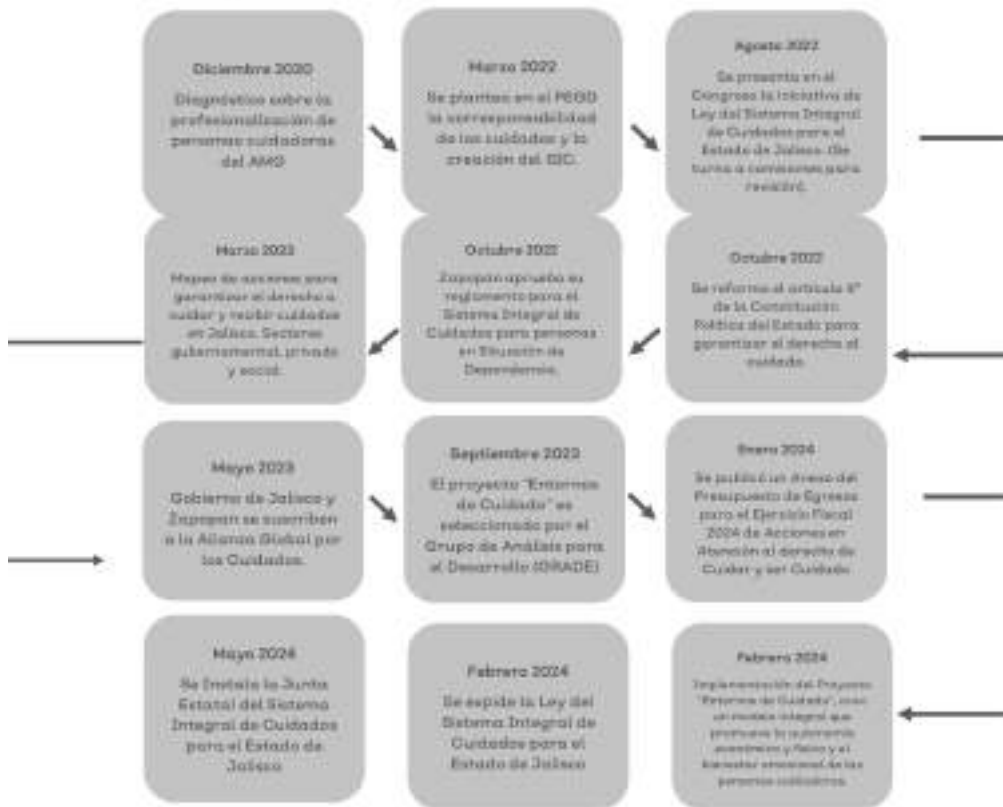 Diciembre 2020
Diagnóstico sobre la
profesionalización de
personas cuidadoras
del AMG
Marzo 2022
Se plantea en el PEGD
la corresponsabilidad
de los cuidados y la
creación del SIC.
Agosto 2022
Se presenta en el
Congreso la iniciativa de
Ley del Sistema Integral
de Cuidados para el
Estado de Jalisco. (Se
turna a comisiones para
revisión).
Octubre 2022
Se reforma el artículo 4°
de la Constitución
Política del Estado para
garantizar el derecho al
cuidado.
Octubre 2022
Zapopan aprueba su
reglamento para el
Sistema Integral de
Cuidados para personas
en Situación de
Dependencia.
Marzo 2023
Mapeo de acciones para
garantizar el derecho a
cuidar y recibir cuidados
en Jalisco. Sectores
gubernamental, privado
y social.
Mayo 2023
Gobierno de Jalisco y
Zapopan se suscriben
a la Alianza Global por
los Cuidados.
Septiembre 2023
El proyecto "Entornos
de Cuidado" es
seleccionado por el
Grupo de Análisis para
el Desarrollo (GRADE)
Enero 2024
Se publicó un Anexo del
Presupuesto de Egresos
para el Ejercicio Fiscal
2024 de Acciones en
Atención al derecho de
Cuidar y ser Cuidado
Febrero 2024
Implementación del Proyecto
"Entornos de Cuidado", como
un modelo integral que
promueve la autonomía
económica y física y el
bienestar emocional de las
personas cuidadoras.
Febrero 2024
Se expide la Ley del
Sistema Integral de
Cuidados para el
Estado de Jalisco
Mayo 2024
Se instala la Junta
Estatal del Sistema
Integral de Cuidados
para el Estado de
Jalisco